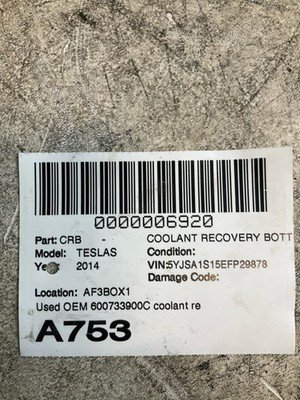 0000006920
Part: CRB - COOLANT RECOVERY BOTT
Model: TESLAS Condition:
Year 2014 VIN:5YJSA1S15EFP29878
Damage Code:
Location: AF3BOX1
Used OEM 600733900C coolant re
A753